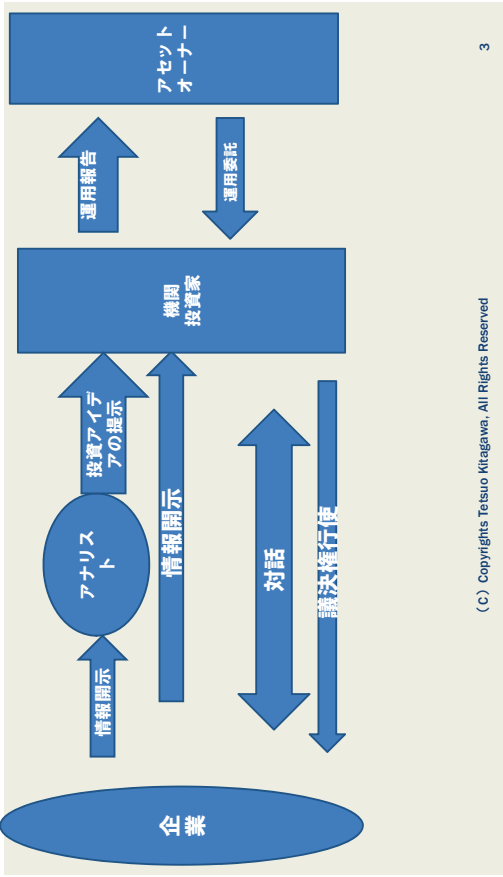 企
業
情報開示
アナリス
ト
投資アイデ
アの提示
情報開示
対話
議決権行使
機関
投資家
運用報告
運用委託
アセット
オーナー
（C）Copyrights Tetsuo Kitagawa, All Rights Reserved
3